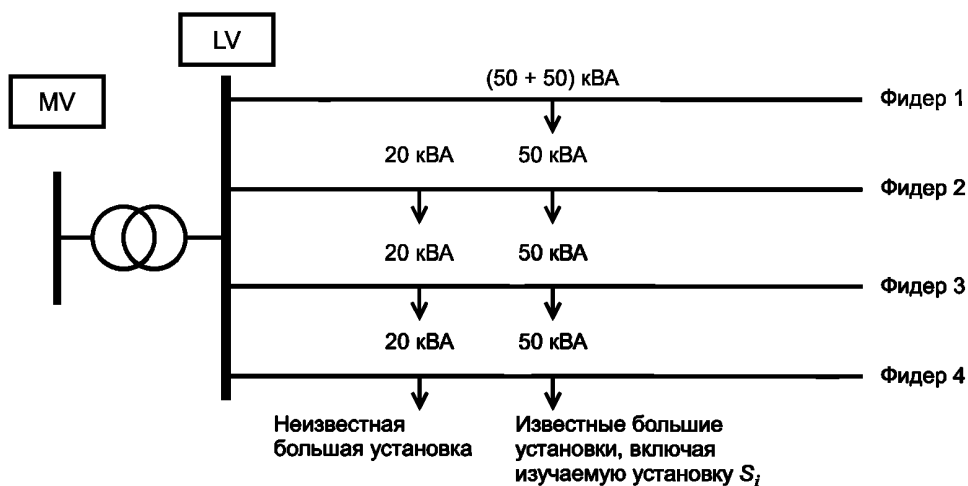 LV
MV
(50 + 50) кВА
Фидер 1
20 кВА 50 кВА
Фидер 2
20 кВА 50 кВА
Фидер 3
20 кВА 50 кВА
Фидер 4
Неизвестная
большая установка
Известные большие
установки, включая
изучаемую установку Si